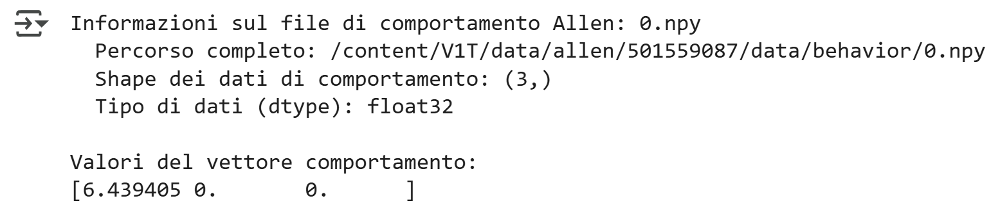 Informazioni sul file di comportamento Allen: 0.npy
Percorso completo: /content/V1T/data/allen/501559087/data/behavior/0.npy
Shape dei dati di comportamento: (3,)
Tipo di dati (dtype): float32
Valori del vettore comportamento:
[6.439405 0.       0.      ]